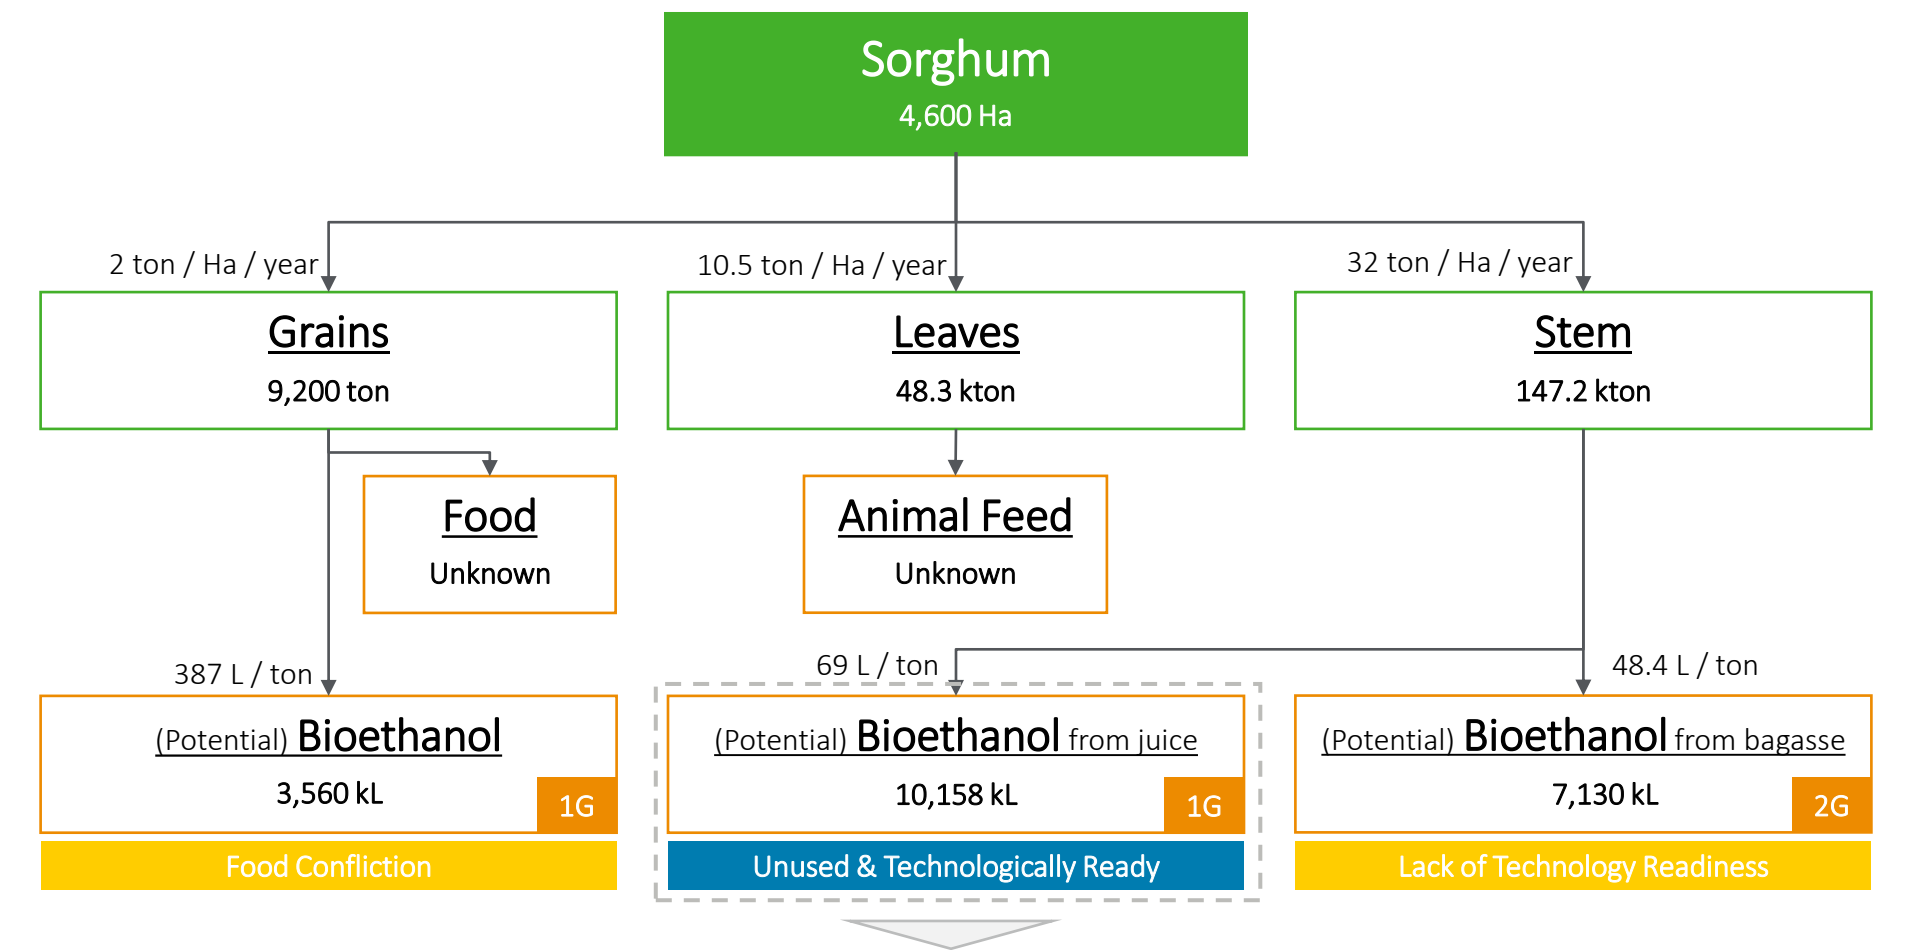 Sorghum
4,600 Ha
2 ton / Ha / year
10.5 ton / Ha / year
32 ton / Ha / year
Grains
9,200 ton
Leaves
48.3 kton
Stem
147.2 kton
Food
Unknown
Animal Feed
Unknown
387 L / ton
69 L / ton
48.4 L / ton
(Potential) Bioethanol
3,560 kL
1G
Food Confliction
(Potential) Bioethanol from juice
10,158 kL
1G
Unused & Technologically Ready
(Potential) Bioethanol from bagasse
7,130 kL
2G
Lack of Technology Readiness